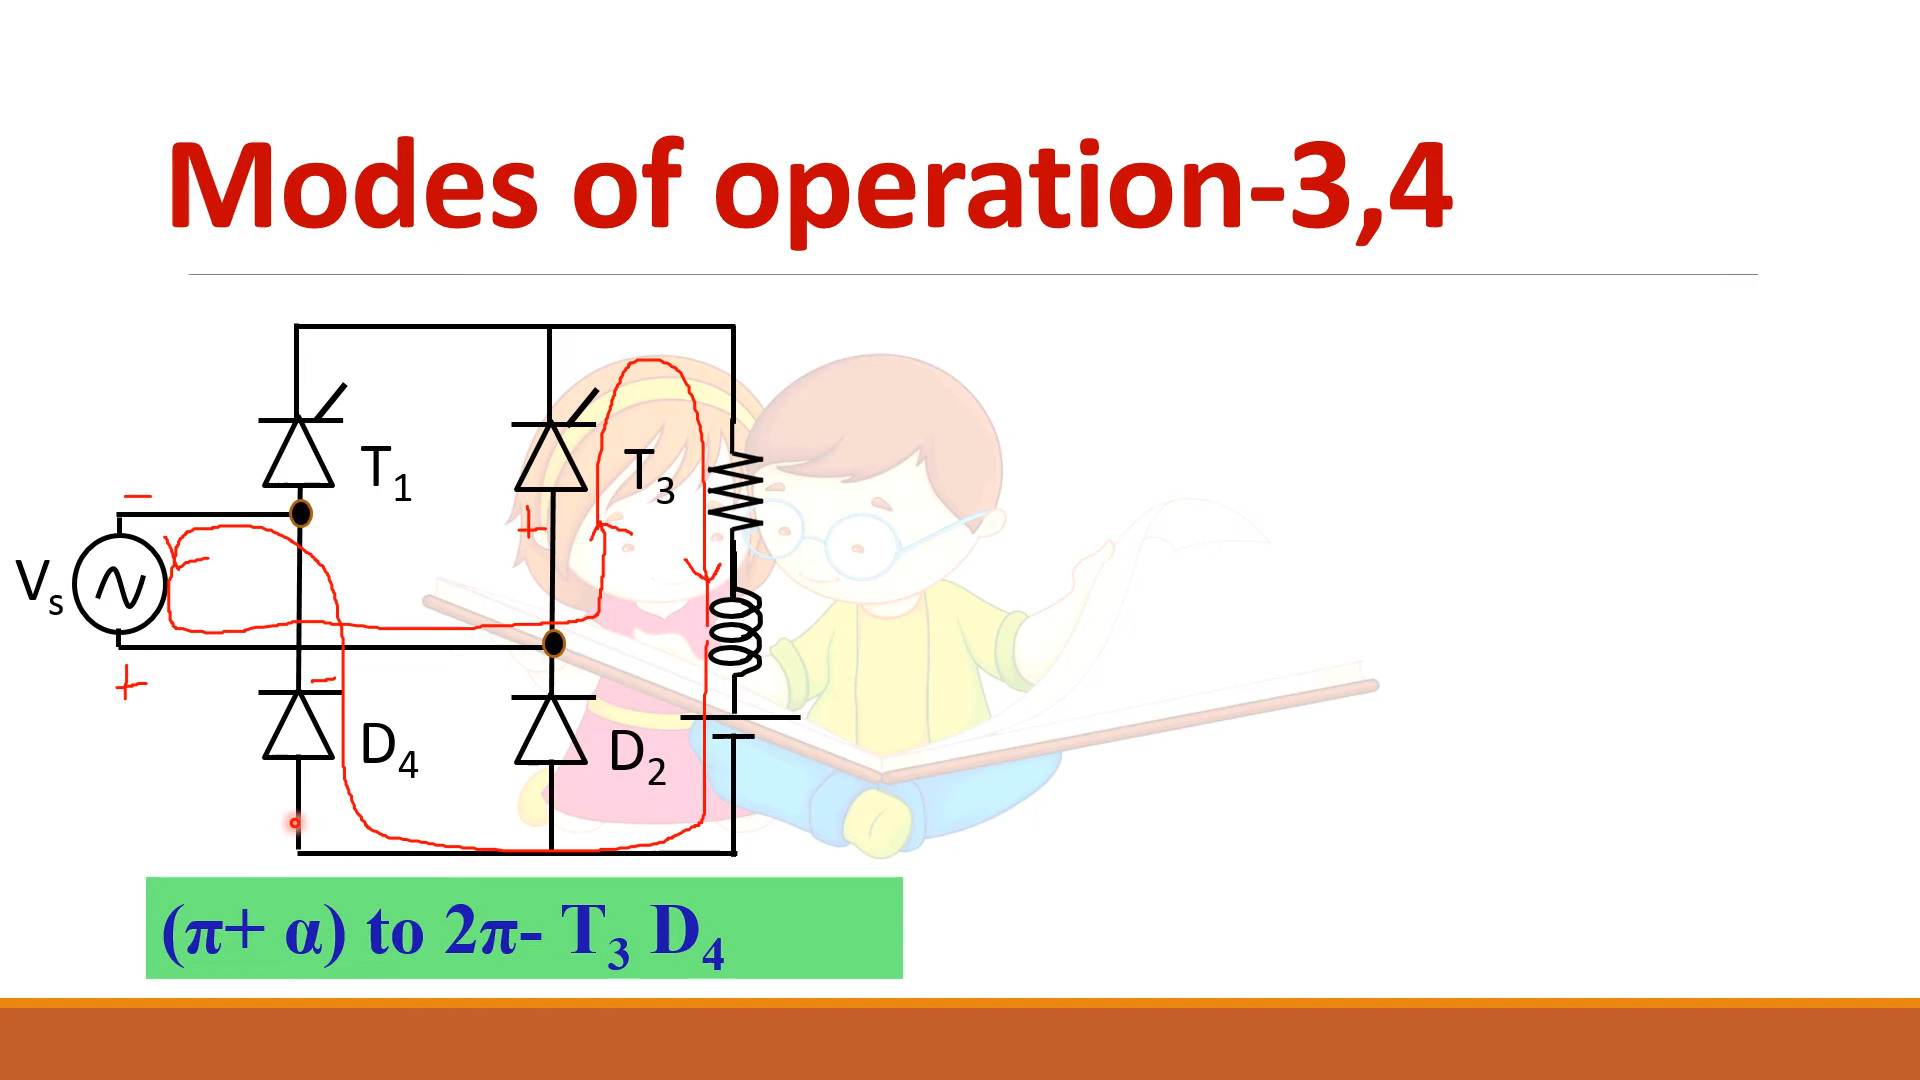 Modes of operation-3,4
T₁
T₃
−
+
Vₛ
+
−
D₄
D₂
(π+ α) to 2π- T₃ D₄